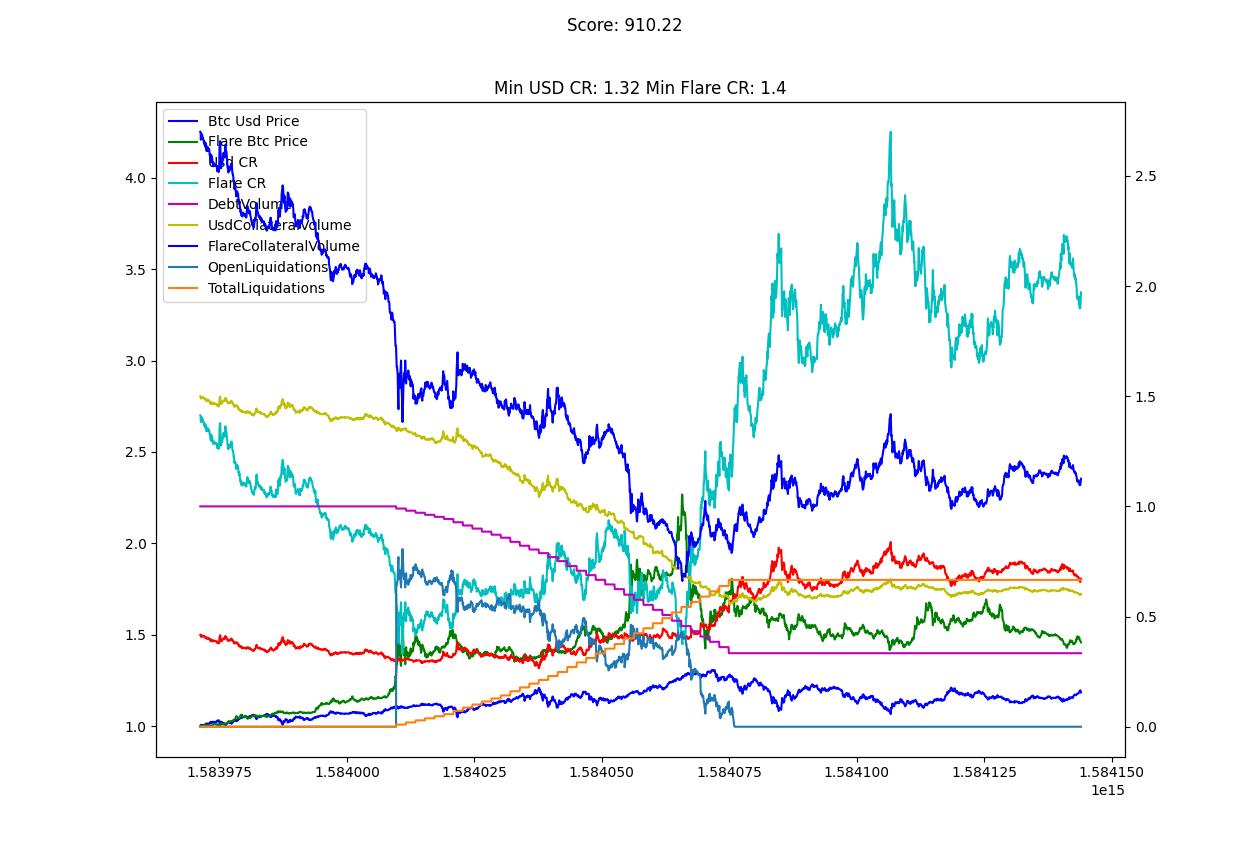 Score: 910.22
Min USD CR: 1.32 Min Flare CR: 1.4
Btc Usd Price
Flare Btc Price
Usd CR
Flare CR
DebtVolume
UsdCollateralVolume
FlareCollateralVolume
OpenLiquidations
TotalLiquidations
4.0
3.5
3.0
2.5
2.0
1.5
1.0
2.5
2.0
1.5
1.0
0.5
0.0
1.583975 1.584000 1.584025 1.584050 1.584075 1.584100 1.584125 1.584150
1e15